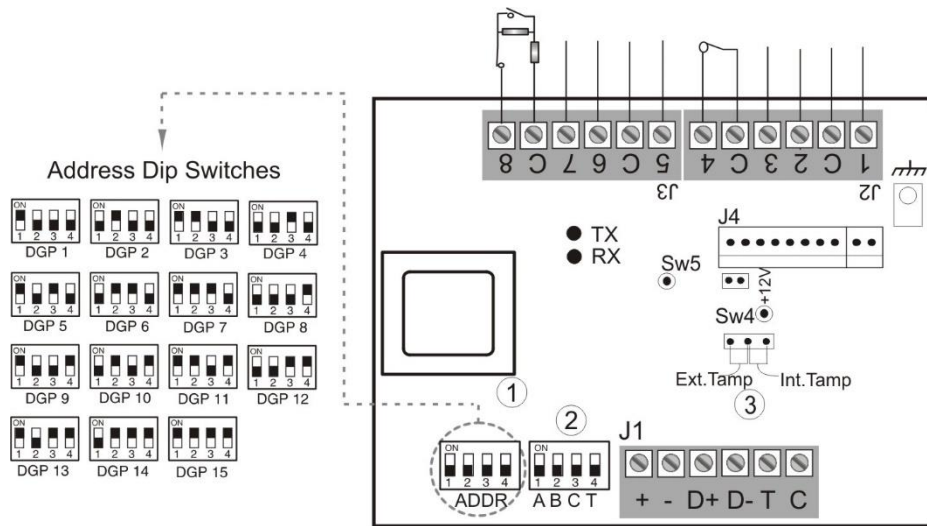 8 C 7 6 C 5
4 C 3 2 C 1
J3
J2
Address Dip Switches
ON
1 2 3 4
DGP 1
ON
1 2 3 4
DGP 2
ON
1 2 3 4
DGP 3
ON
1 2 3 4
DGP 4
ON
1 2 3 4
DGP 5
ON
1 2 3 4
DGP 6
ON
1 2 3 4
DGP 7
ON
1 2 3 4
DGP 8
ON
1 2 3 4
DGP 9
ON
1 2 3 4
DGP 10
ON
1 2 3 4
DGP 11
ON
1 2 3 4
DGP 12
ON
1 2 3 4
DGP 13
ON
1 2 3 4
DGP 14
ON
1 2 3 4
DGP 15
TX
RX
J4
Sw5
+12V
Sw4
Ext.Tamp
Int.Tamp
1
3
2
ON
1 2 3 4
ADDR
ON
1 2 3 4
A B C T
J1
+ - D+ D- T C